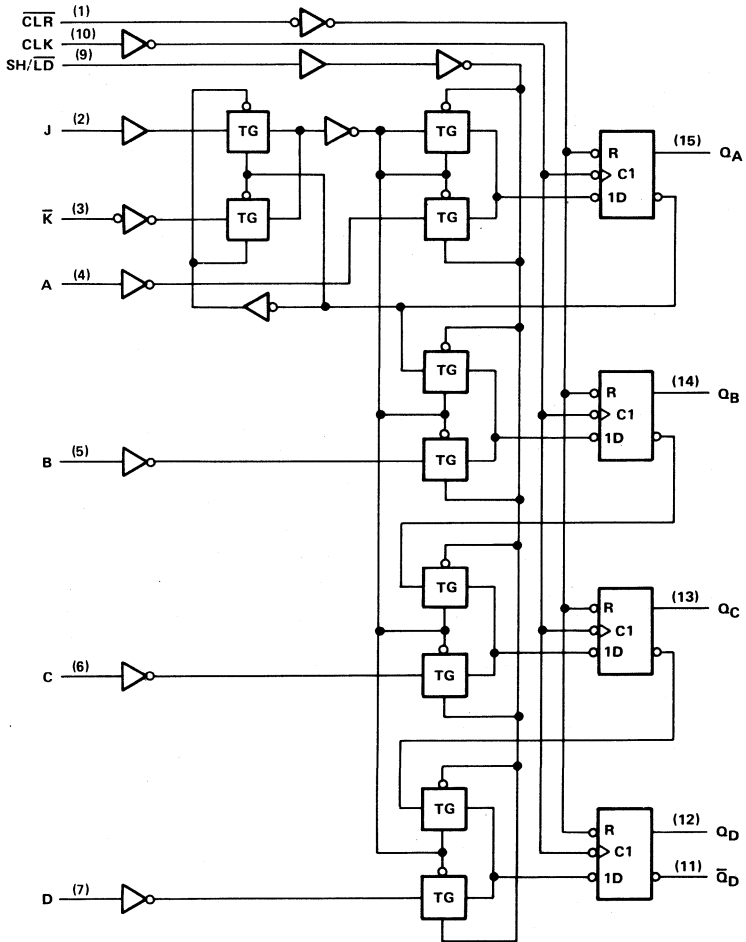 CLR (1)
CLK (10)
SH/LD (9)
J (2) TG TG
R (15) QA
C1
K (3) TG TG
1D
A (4)
TG
R (14) QB
C1
B (5) TG
1D
TG
R (13) QC
C1
C (6) TG
1D
TG
R (12) QD
C1
D (7) TG
1D (11) Q̅D